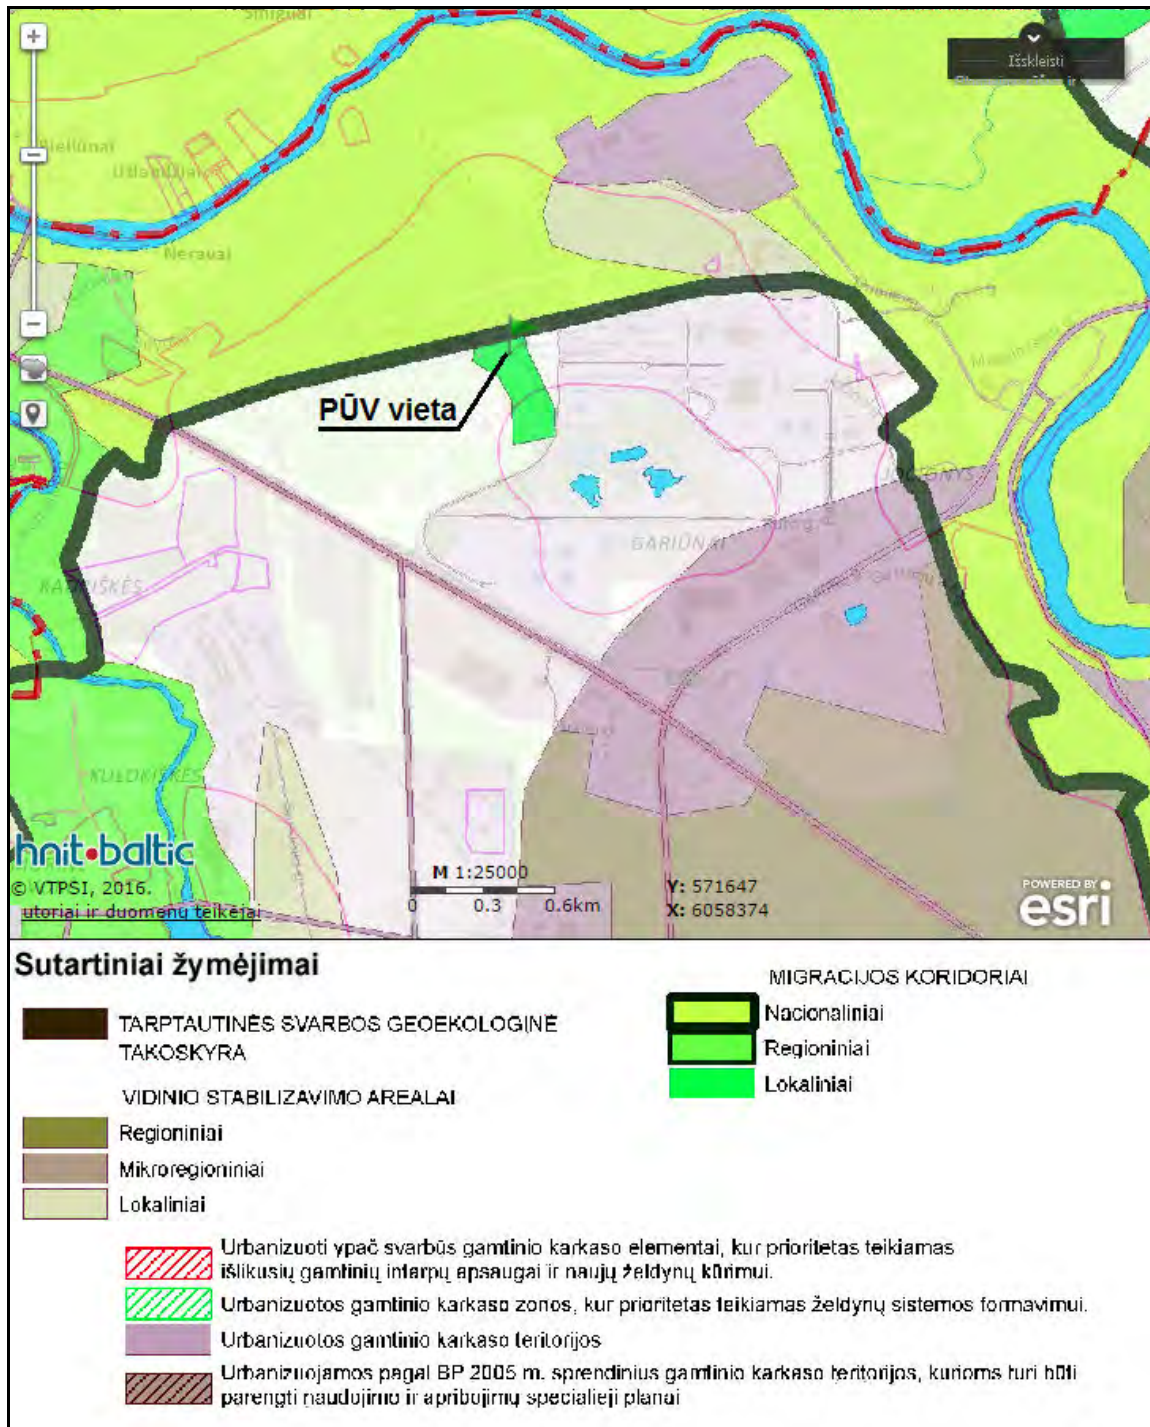 Išskleisti
Neravai
PŪV vieta
GARIŪNAI
hnit•baltic
© VTPSI, 2016.
utoriai ir duomenų teikėjai
M 1:25000
0 0.3 0.6km
Y: 571647
X: 6058374
POWERED BY
esri
Sutartiniai žymėjimai
TARPTAUTINĖS SVARBOS GEOEKOLOGINĖ
TAKOSKYRA
VIDINIO STABILIZAVIMO AREALAI
Regioniniai
Mikroregioniniai
Lokaliniai
MIGRACIJOS KORIDORIAI
Nacionaliniai
Regioniniai
Lokaliniai
Urbanizuoti ypač svarbūs gamtinio karkaso elementai, kur prioritetas teikiamas
išlikusių gamtinių intarpų apsaugai ir naujų želdynų kūrimui.
Urbanizuotos gamtinio karkaso zonos, kur prioritetas teikiamas želdynų sistemos formavimui.
Urbanizuotos gamtinio karkaso teritorijos
Urbanizuojamos pagal BP 2005 m. sprendinius gamtinio karkaso teritorijos, kurioms turi būti
parengti naudojimo ir apribojimų specialieji planai